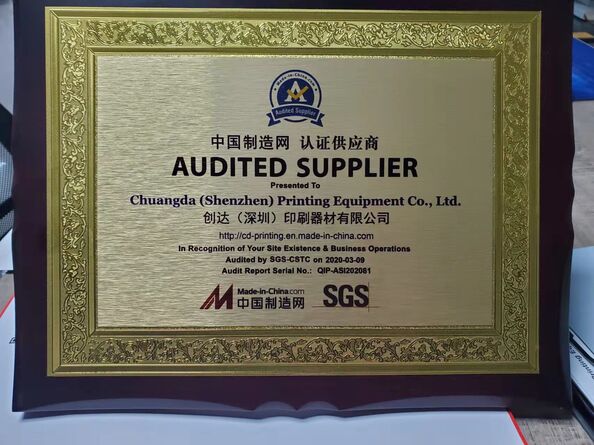 Made-in-China.com
Audited Supplier
中国制造网 认证供应商
AUDITED SUPPLIER
Presented To
Chuangda (Shenzhen) Printing Equipment Co., Ltd.
创达（深圳）印刷器材有限公司
http://cd-printing.en.made-in-china.com
In Recognition of Your Site Existence & Business Operations
Audited by SGS-CSTC on 2020-03-09
Audit Report Serial No.: QIP-ASI202081
Made-in-China.com
中国制造网
SGS